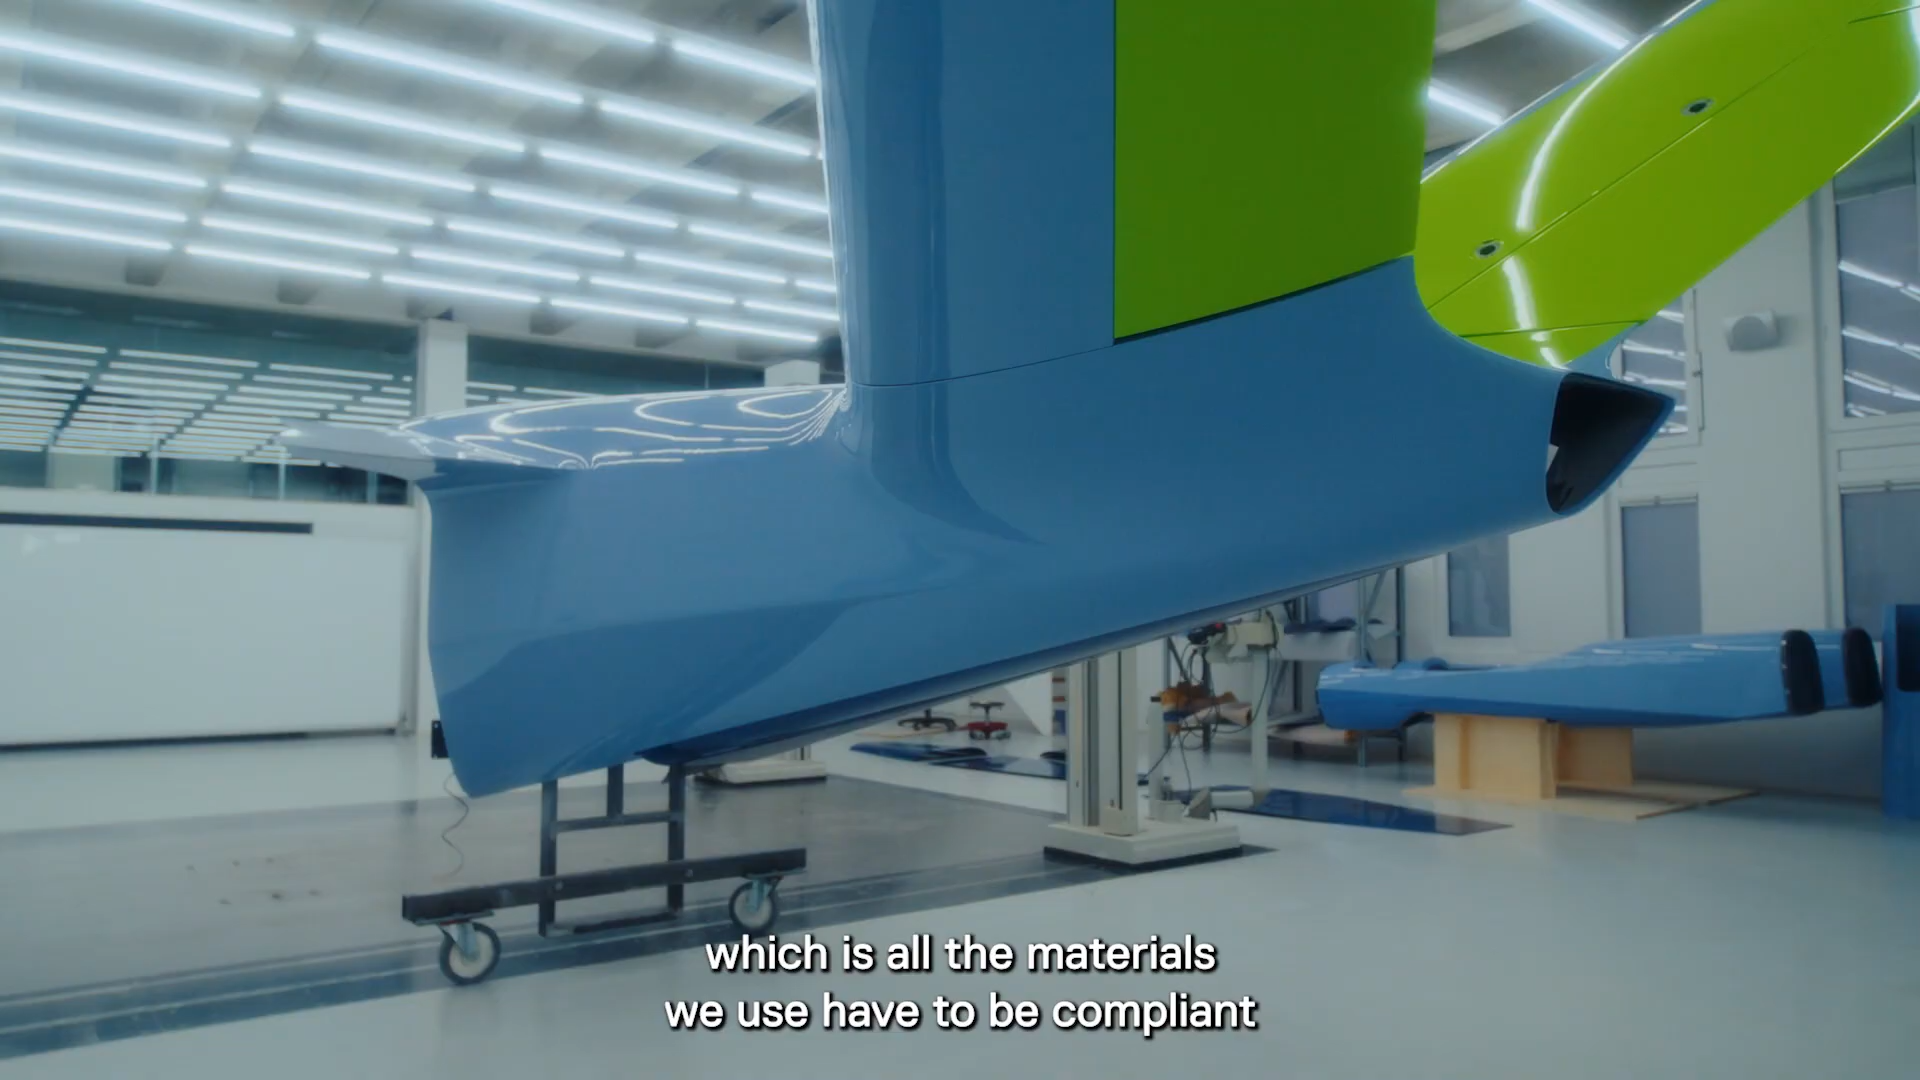 which is all the materials
we use have to be compliant